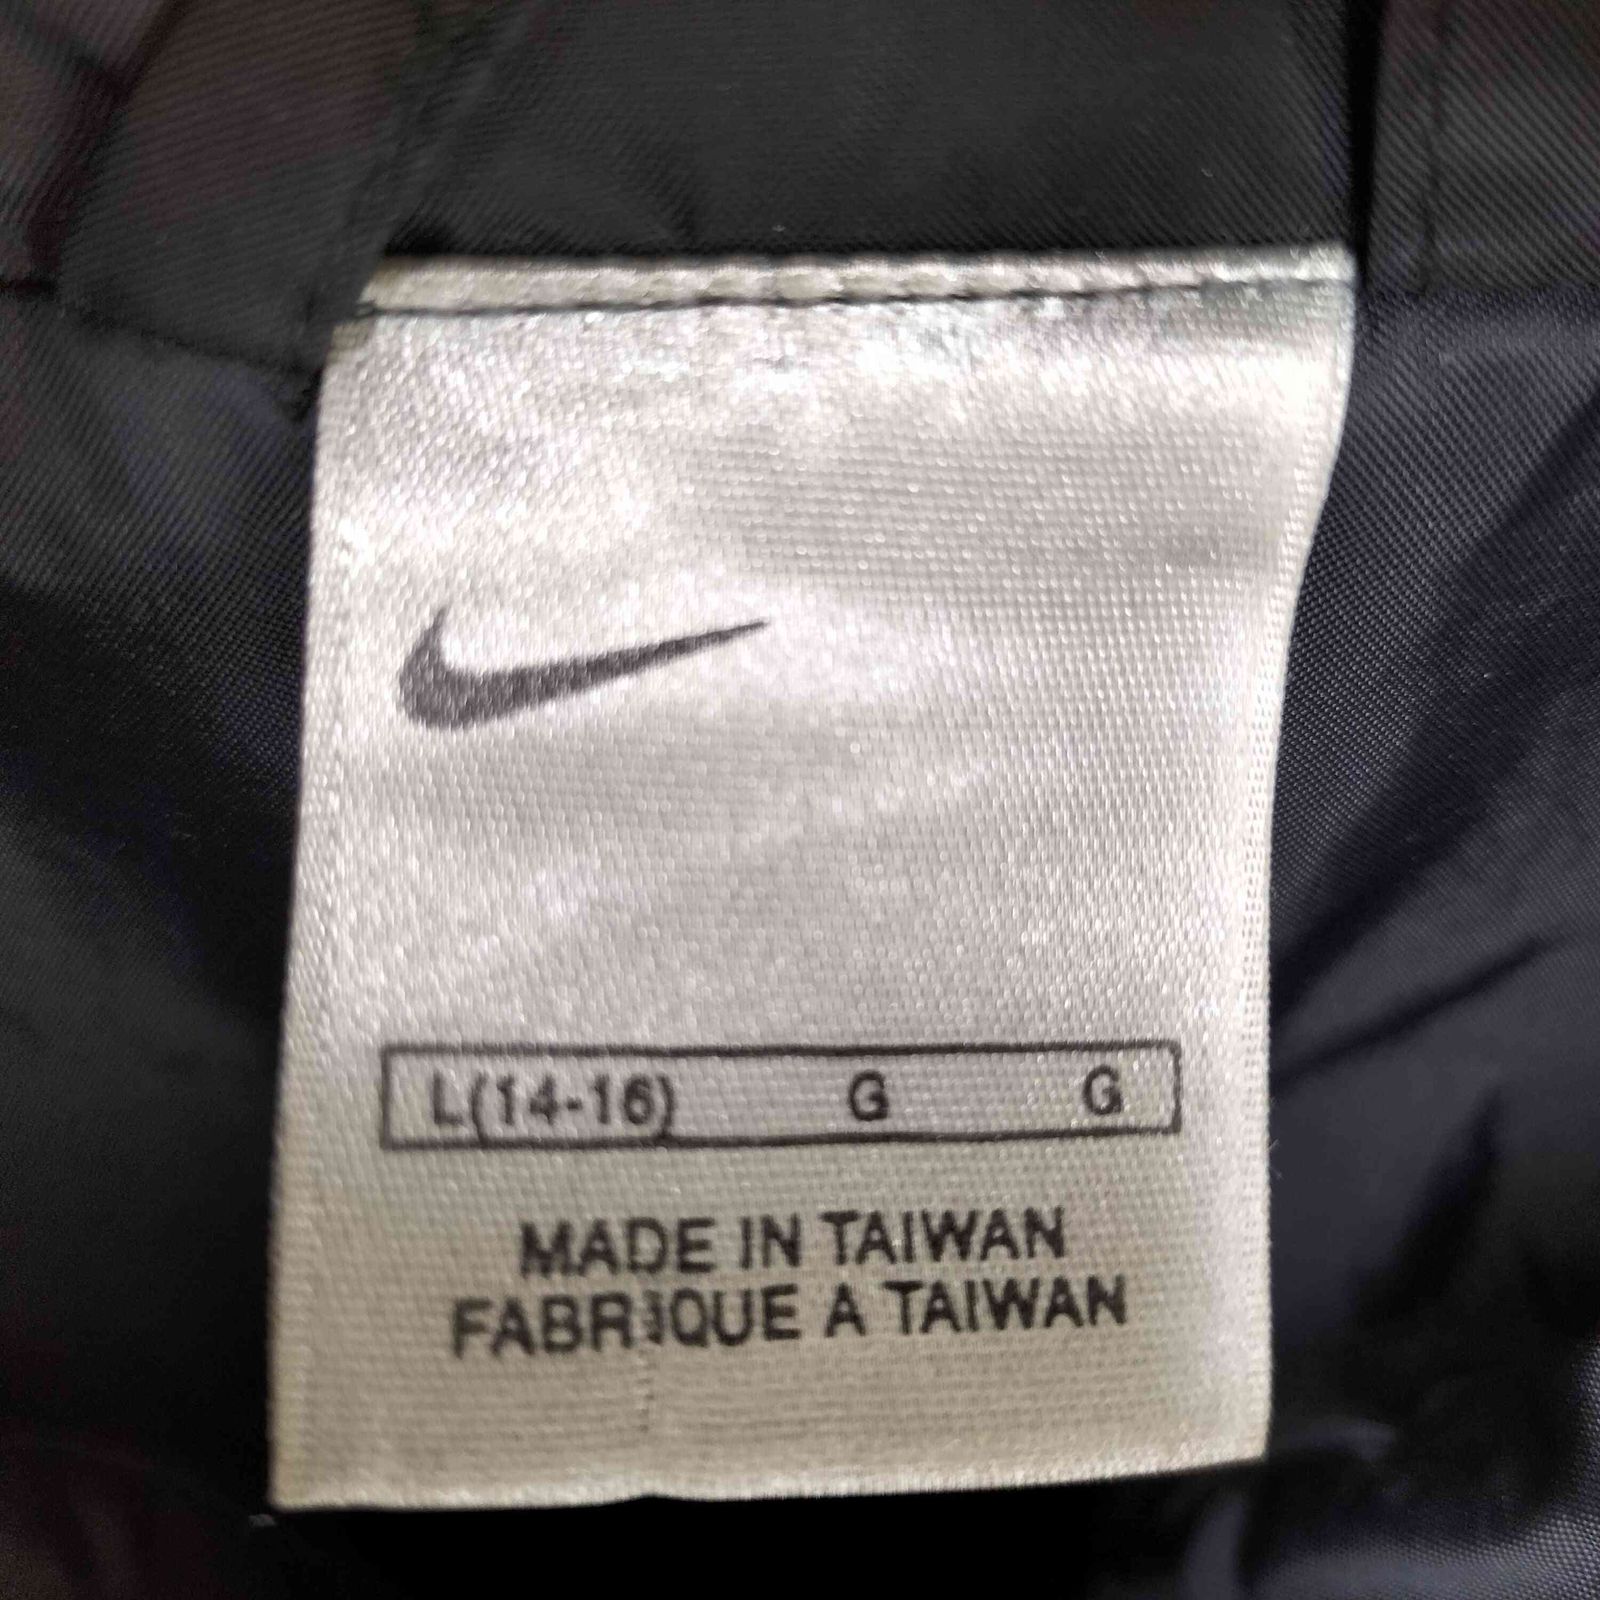 L(14-16) G G
MADE IN TAIWAN
FABRIQUE A TAIWAN